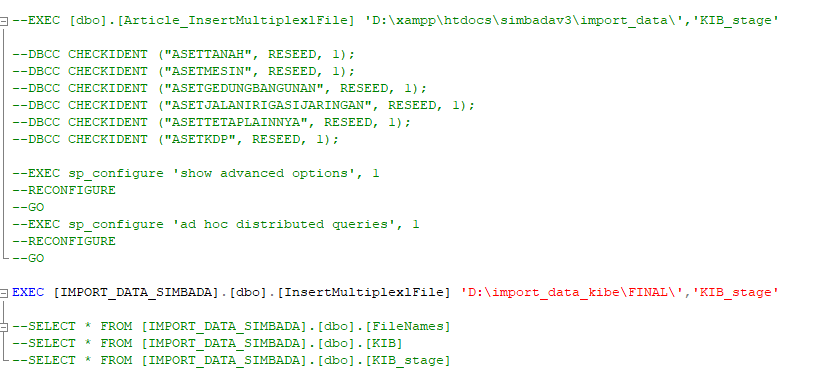 --EXEC [dbo].[Article_InsertMultiplexlFile] 'D:\xampp\htdocs\simbadav3\import_data\','KIB_stage'
--DBCC CHECKIDENT ("ASETTANAH", RESEED, 1);
--DBCC CHECKIDENT ("ASETMESIN", RESEED, 1);
--DBCC CHECKIDENT ("ASETGEDUNGBANGUNAN", RESEED, 1);
--DBCC CHECKIDENT ("ASETJALANIRIGASIJARINGAN", RESEED, 1);
--DBCC CHECKIDENT ("ASETTETAPLAINNYA", RESEED, 1);
--DBCC CHECKIDENT ("ASETKDP", RESEED, 1);
--EXEC sp_configure 'show advanced options', 1
--RECONFIGURE
--GO
--EXEC sp_configure 'ad hoc distributed queries', 1
--RECONFIGURE
--GO
EXEC [IMPORT_DATA_SIMBADA].[dbo].[InsertMultiplexlFile] 'D:\import_data_kibe\FINAL\','KIB_stage'
--SELECT * FROM [IMPORT_DATA_SIMBADA].[dbo].[FileNames]
--SELECT * FROM [IMPORT_DATA_SIMBADA].[dbo].[KIB]
--SELECT * FROM [IMPORT_DATA_SIMBADA].[dbo].[KIB_stage]